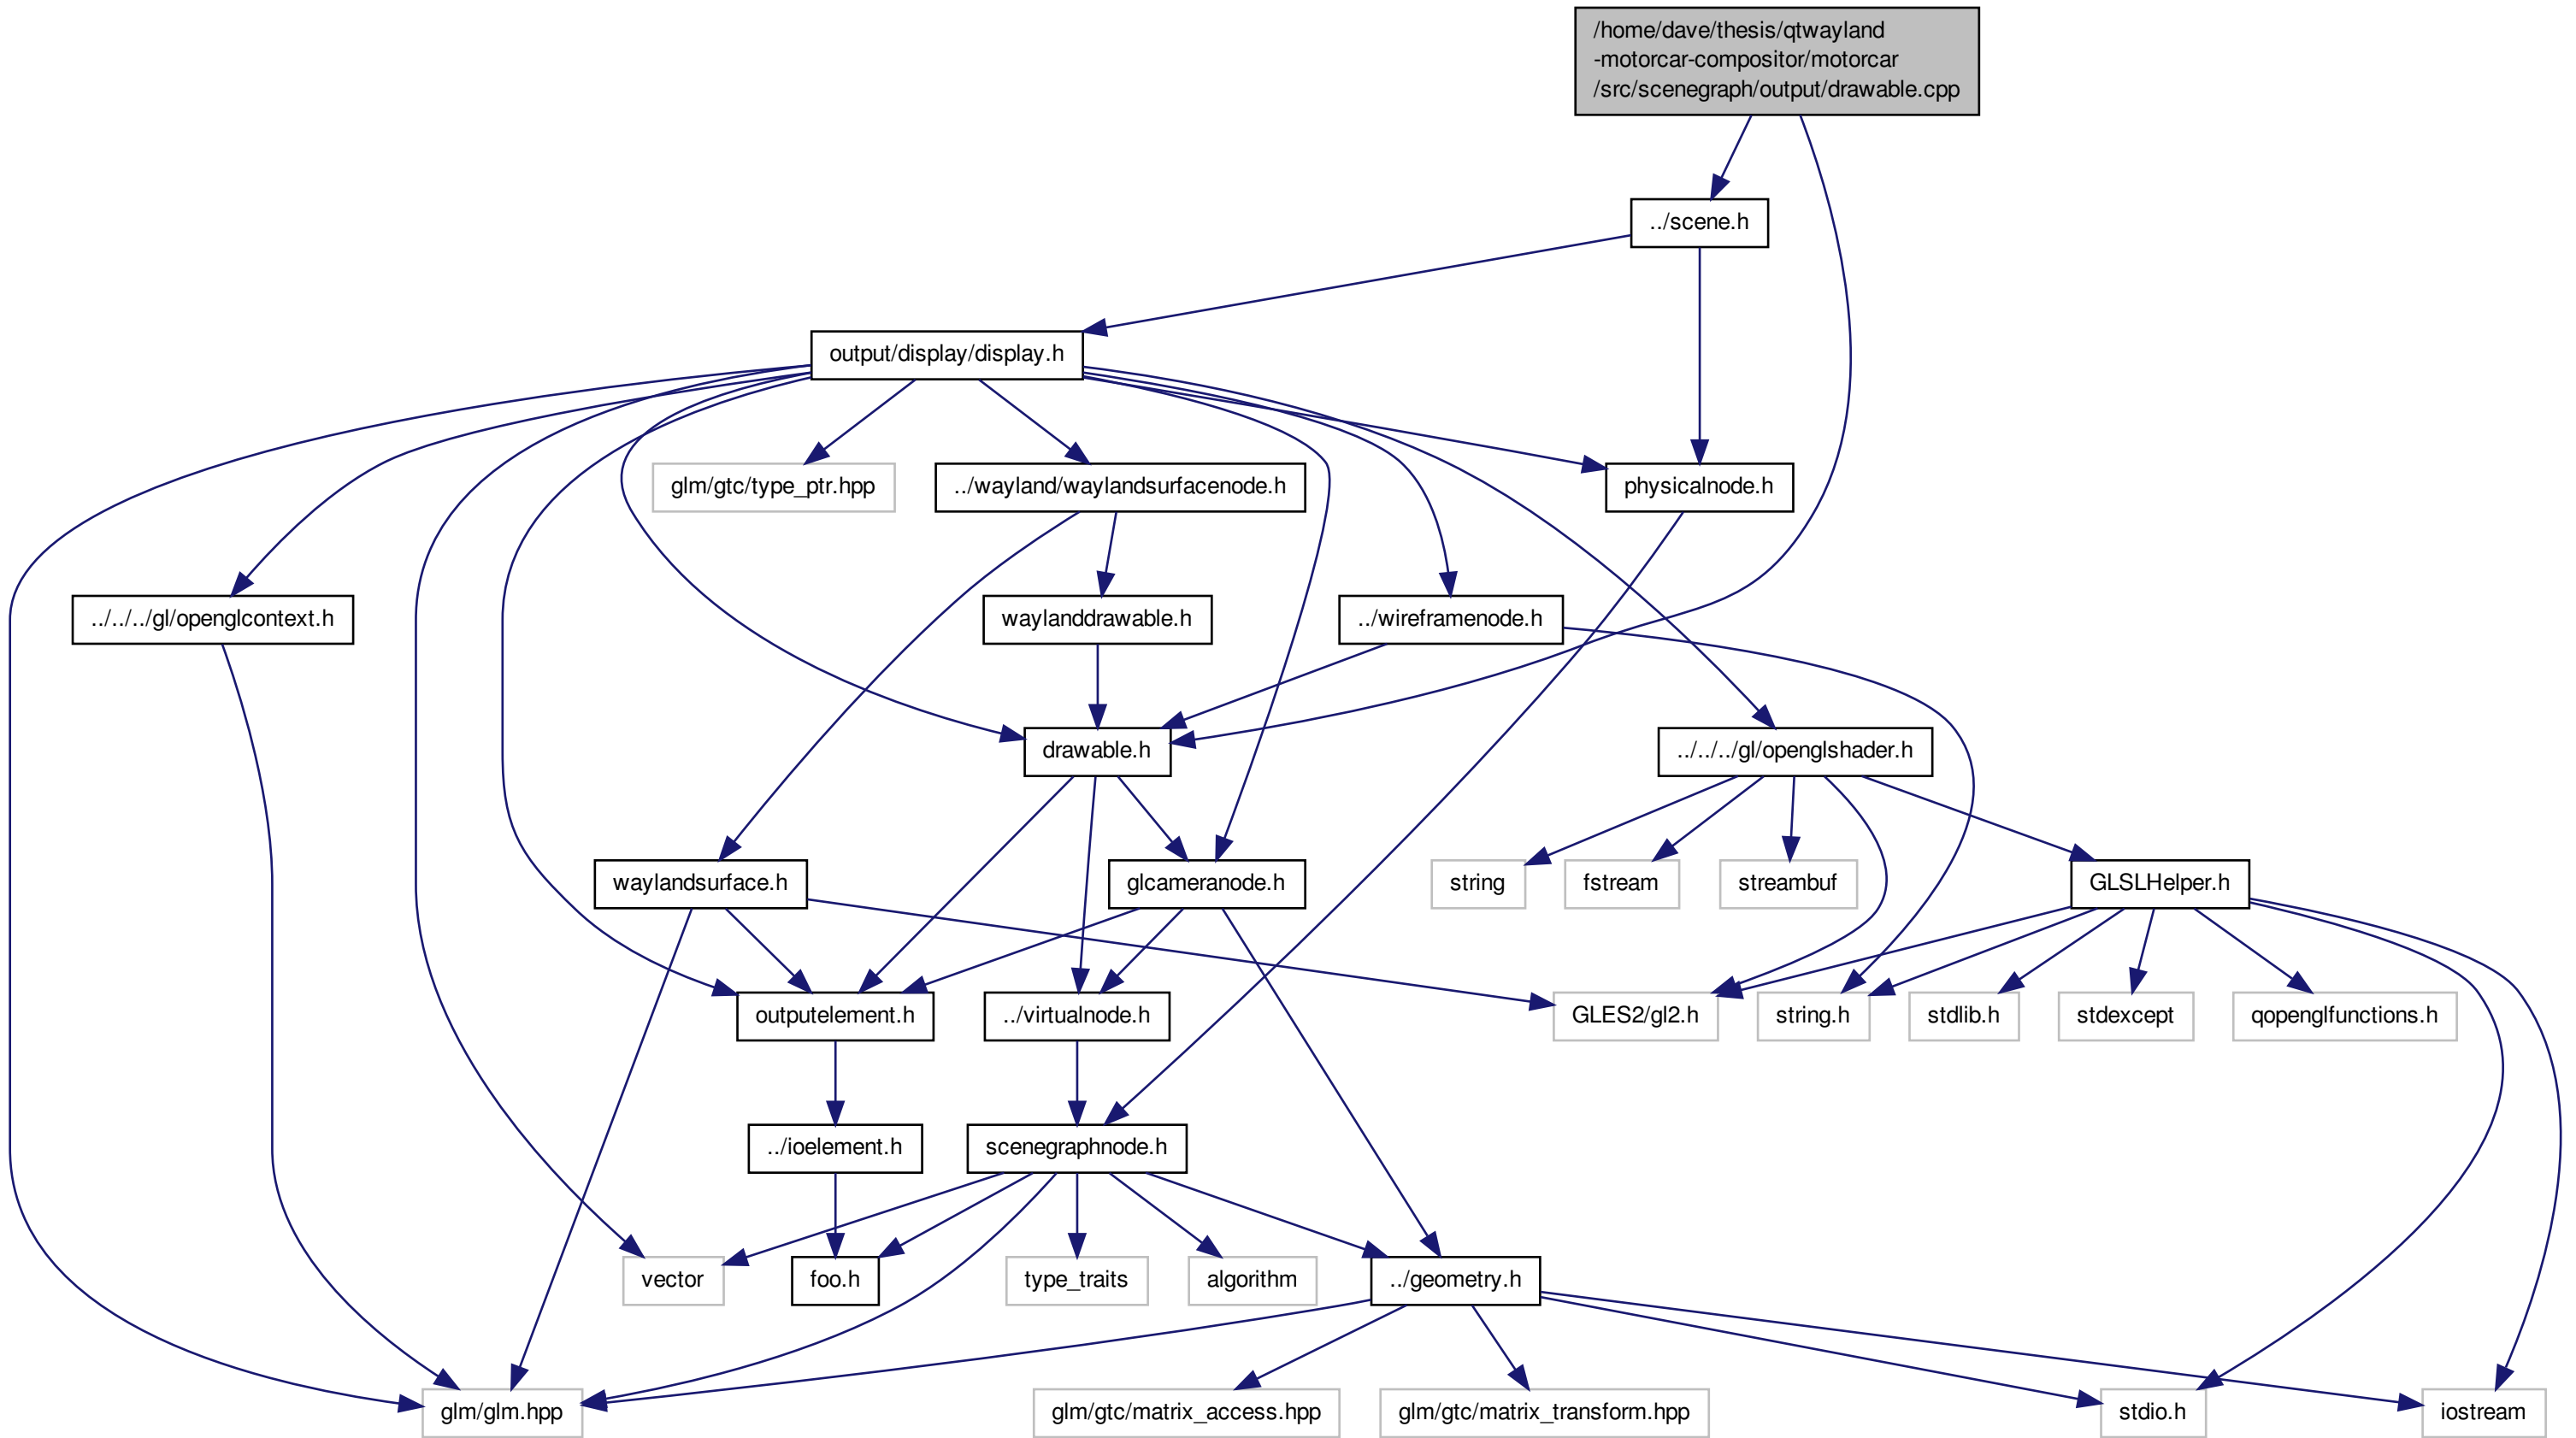 /home/dave/thesis/qtwayland
-motorcar-compositor/motorcar
/src/scenegraph/output/drawable.cpp
../scene.h
output/display/display.h
glm/gtc/type_ptr.hpp
../wayland/waylandsurfacenode.h
physicalnode.h
../../../gl/openglcontext.h
waylanddrawable.h
../wireframenode.h
drawable.h
../../../gl/openglshader.h
waylandsurface.h
glcameranode.h
string
fstream
streambuf
GLSLHelper.h
outputelement.h
../virtualnode.h
GLES2/gl2.h
string.h
stdlib.h
stdexcept
qopenglfunctions.h
../ioelement.h
scenegraphnode.h
vector
foo.h
type_traits
algorithm
../geometry.h
glm/glm.hpp
glm/gtc/matrix_access.hpp
glm/gtc/matrix_transform.hpp
stdio.h
iostream